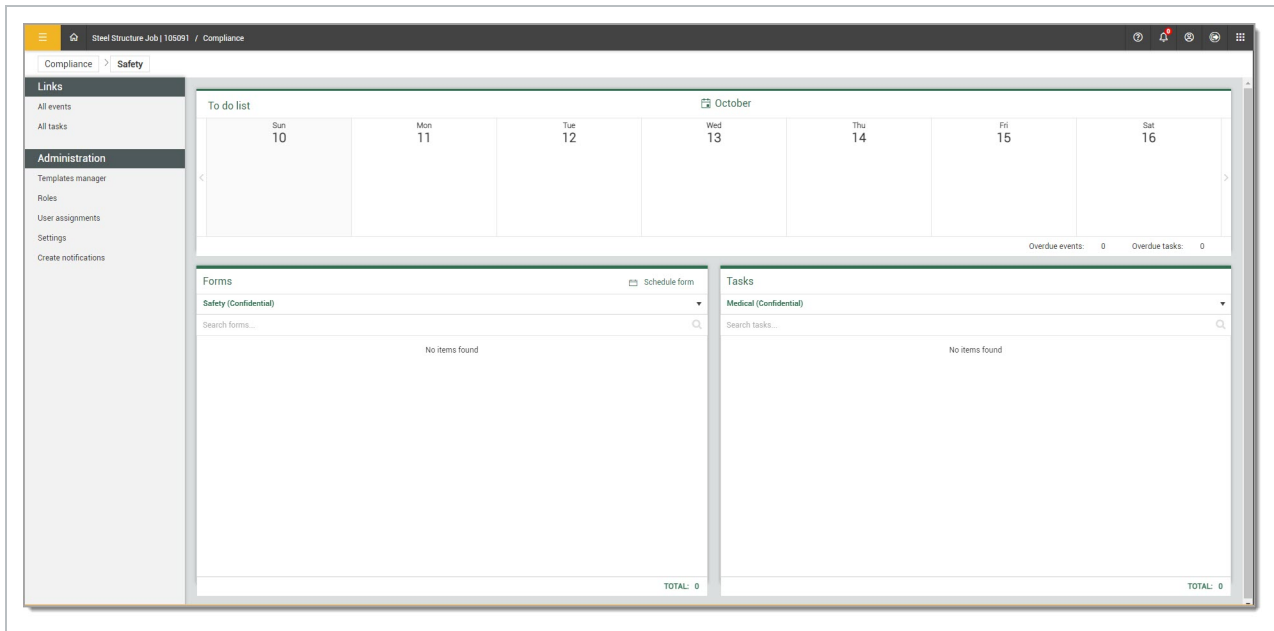 Steel Structure Job | 105091 / Compliance
Compliance > Safety
Links
All events
All tasks
Administration
Templates manager
Roles
User assignments
Settings
Create notifications
To do list October
Sun Mon Tue Wed Thu Fri Sat
10 11 12 13 14 15 16
Overdue events: 0 Overdue tasks: 0
Forms Schedule form
Safety (Confidential)
Search forms...
No items found
TOTAL: 0
Tasks
Medical (Confidential)
Search tasks...
No items found
TOTAL: 0